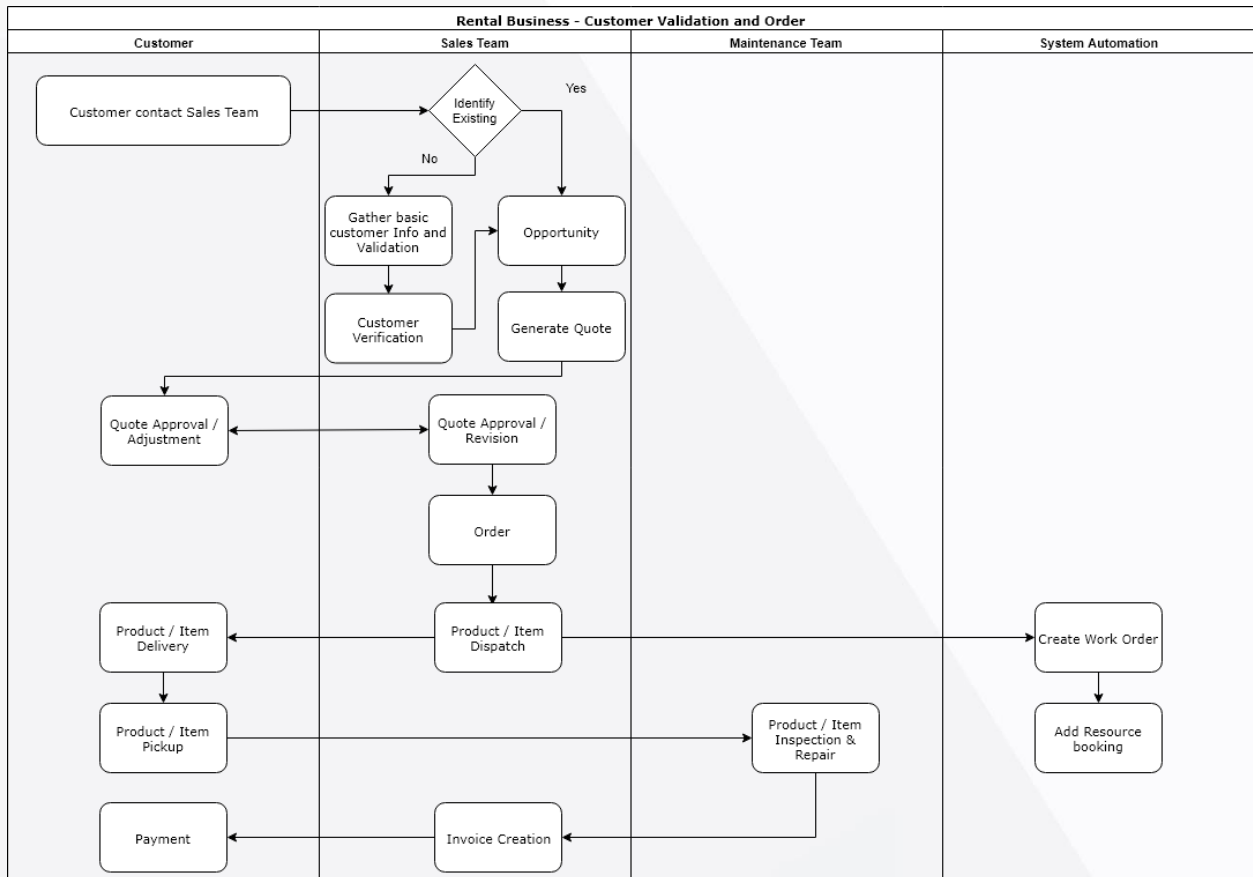 Rental Business - Customer Validation and Order
Customer
Sales Team
Maintenance Team
System Automation
Customer contact Sales Team
Identify
Existing
Yes
No
Gather basic
customer Info and
Validation
Opportunity
Customer
Verification
Generate Quote
Quote Approval /
Adjustment
Quote Approval /
Revision
Order
Product / Item
Delivery
Product / Item
Dispatch
Create Work Order
Product / Item
Pickup
Product / Item
Inspection &
Repair
Add Resource
booking
Payment
Invoice Creation